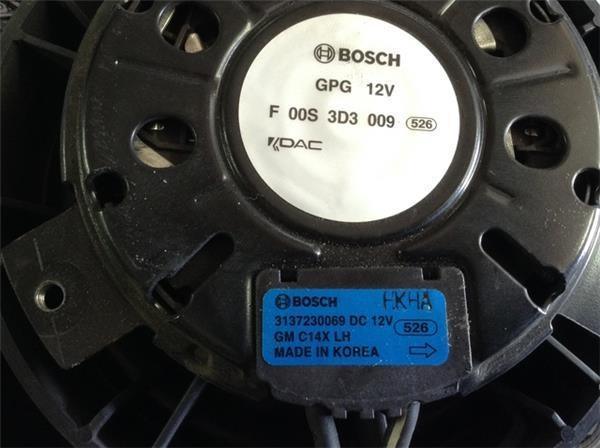 BOSCH
GPG 12V
F 00S 3D3 009 526
KDAC
BOSCH HKHA
3137230069 DC 12V 526
GM C14X LH
MADE IN KOREA